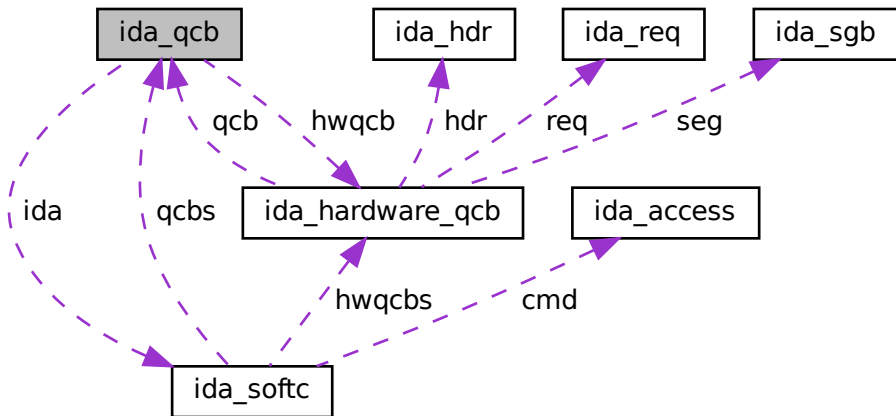 ida_qcb
ida_hdr
ida_req
ida_sgb
qcb
hwqcb
hdr
req
seg
ida
qcbs
ida_hardware_qcb
ida_access
hwqcbs
cmd
ida_softc